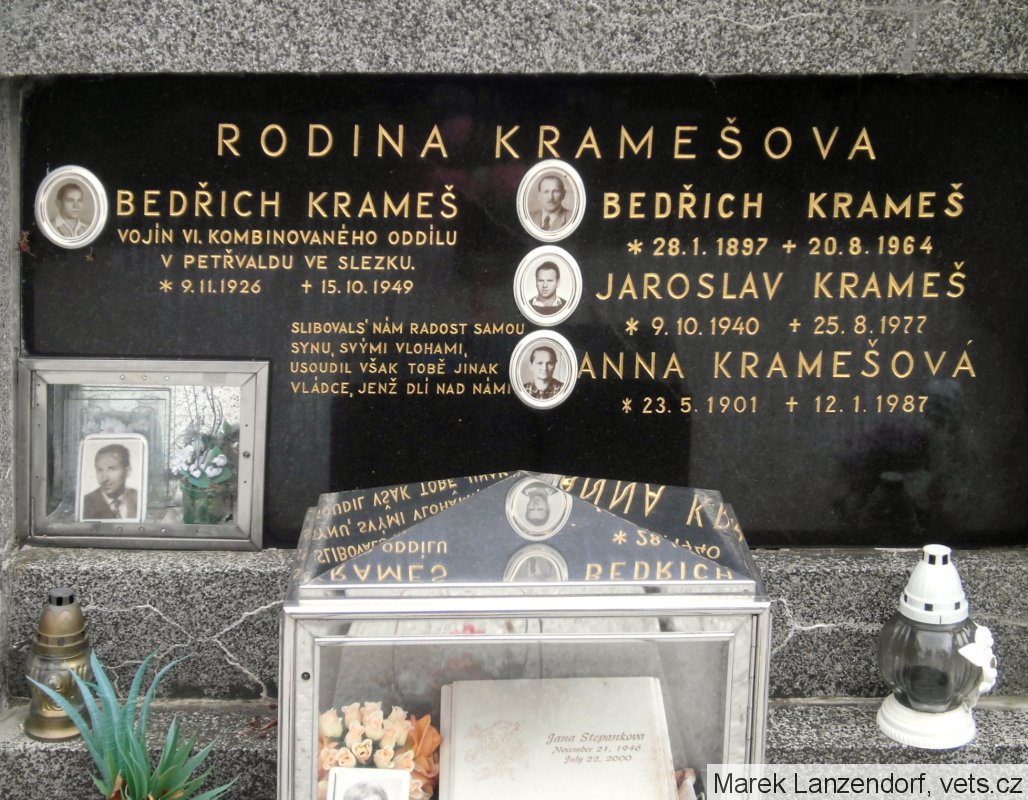 RODINA KRAMEŠOVA
BEDŘICH KRAMEŠ
VOJÍN VI. KOMBINOVANÉHO ODDÍLU
V PETŘVALDU VE SLEZKU.
* 9.11.1926 + 15.10.1949
SLIBOVALS' NÁM RADOST SAMOU
SYNU, SVÝMI VLOHAMI,
USOUDIL VŠAK TOBĚ JINAK
VLÁDCE, JENŽ DLÍ NAD NÁMI
BEDŘICH KRAMEŠ
* 28.1.1897 + 20.8.1964
JAROSLAV KRAMEŠ
* 9.10.1940 + 25.8.1977
ANNA KRAMEŠOVÁ
* 23.5.1901 + 12.1.1987
Jana Stepankova
November 21, 1946
July 22, 2000
Marek Lanzendorf, vets.cz